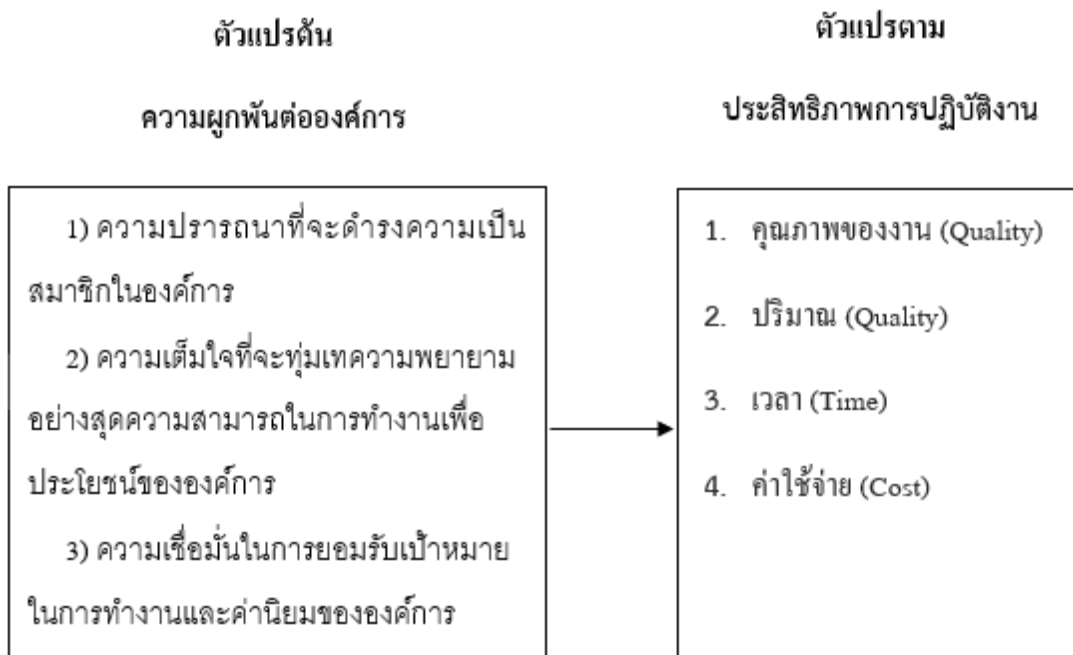 ตัวแปรต้น
ความผูกพันต่อองค์การ
1) ความปรารถนาที่จะดำรงความเป็น
สมาชิกในองค์การ
2) ความเต็มใจที่จะทุ่มเทความพยายาม
อย่างสุดความสามารถในการทำงานเพื่อ
ประโยชน์ขององค์การ
3) ความเชื่อมั่นในการยอมรับเป้าหมาย
ในการทำงานและค่านิยมขององค์การ
ตัวแปรตาม
ประสิทธิภาพการปฏิบัติงาน
1. คุณภาพของงาน (Quality)
2. ปริมาณ (Quality)
3. เวลา (Time)
4. ค่าใช้จ่าย (Cost)